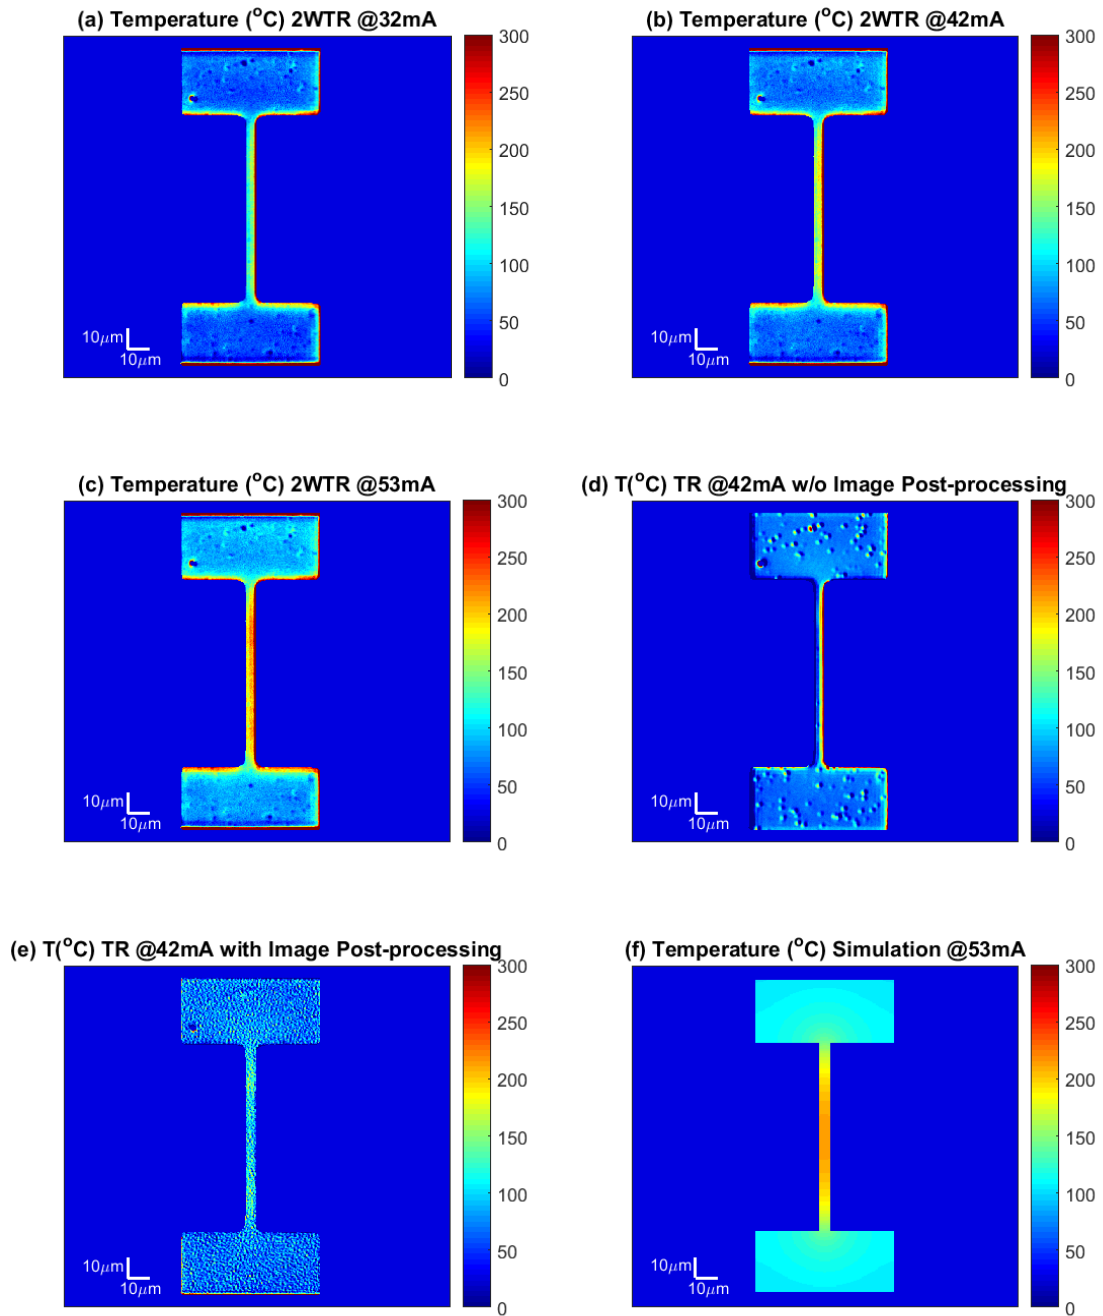 (a) Temperature (°C) 2WTR @32mA
300
250
200
150
100
50
0
10μm
10μm
(b) Temperature (°C) 2WTR @42mA
300
250
200
150
100
50
0
10μm
10μm
(c) Temperature (°C) 2WTR @53mA
300
250
200
150
100
50
0
10μm
10μm
(d) T(°C) TR @42mA w/o Image Post-processing
300
250
200
150
100
50
0
10μm
10μm
(e) T(°C) TR @42mA with Image Post-processing
300
250
200
150
100
50
0
10μm
10μm
(f) Temperature (°C) Simulation @53mA
300
250
200
150
100
50
0
10μm
10μm